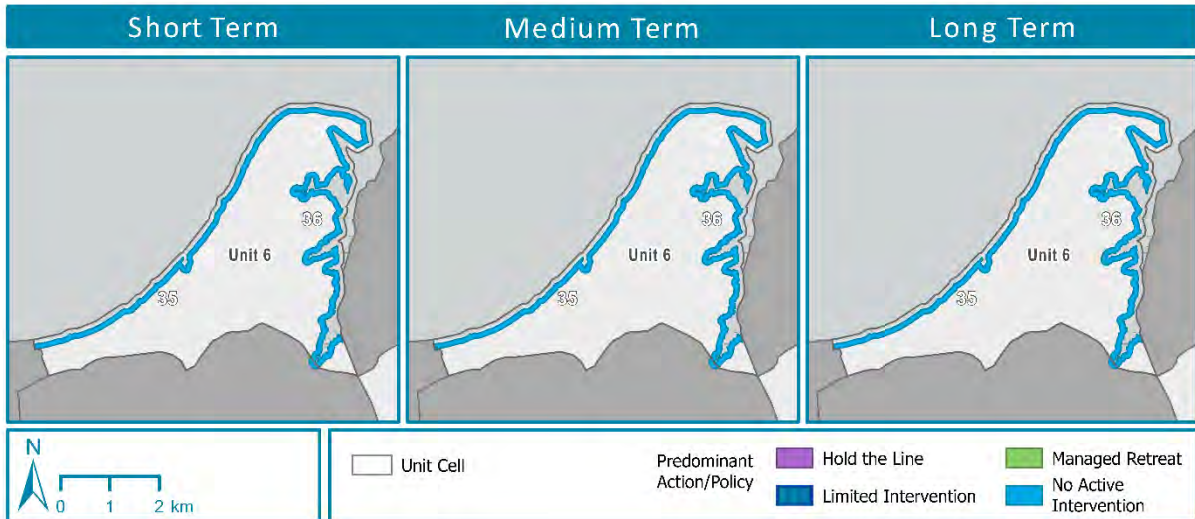 Short Term
Medium Term
Long Term
36
Unit 6
35
36
Unit 6
35
36
Unit 6
35
N
0 1 2 km
Unit Cell
Predominant
Action/Policy
Hold the Line
Limited Intervention
Managed Retreat
No Active
Intervention